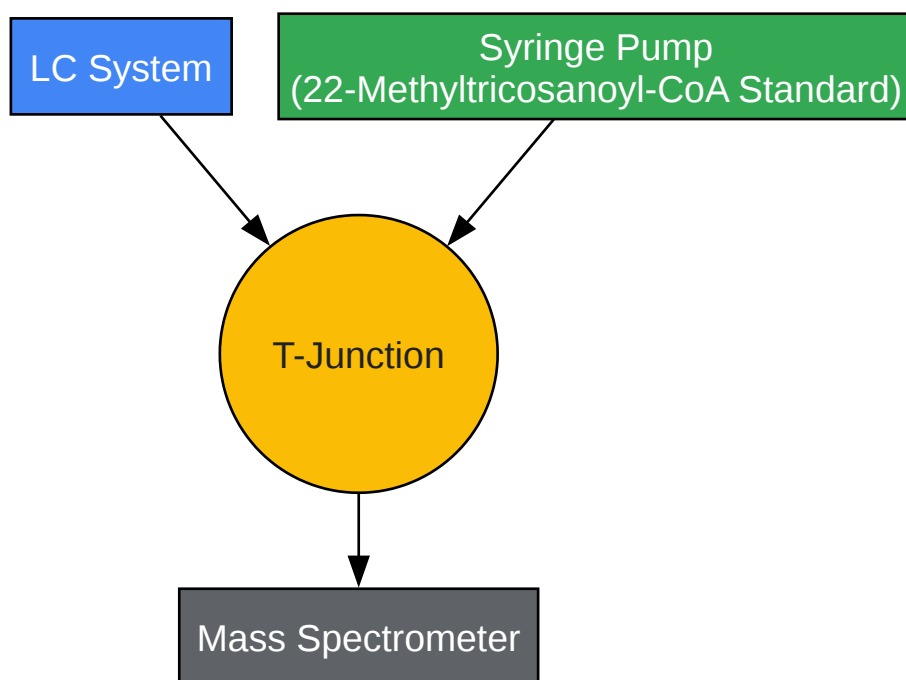 LC System
Syringe Pump
(22-Methyltricosanoyl-CoA Standard)
T-Junction
Mass Spectrometer